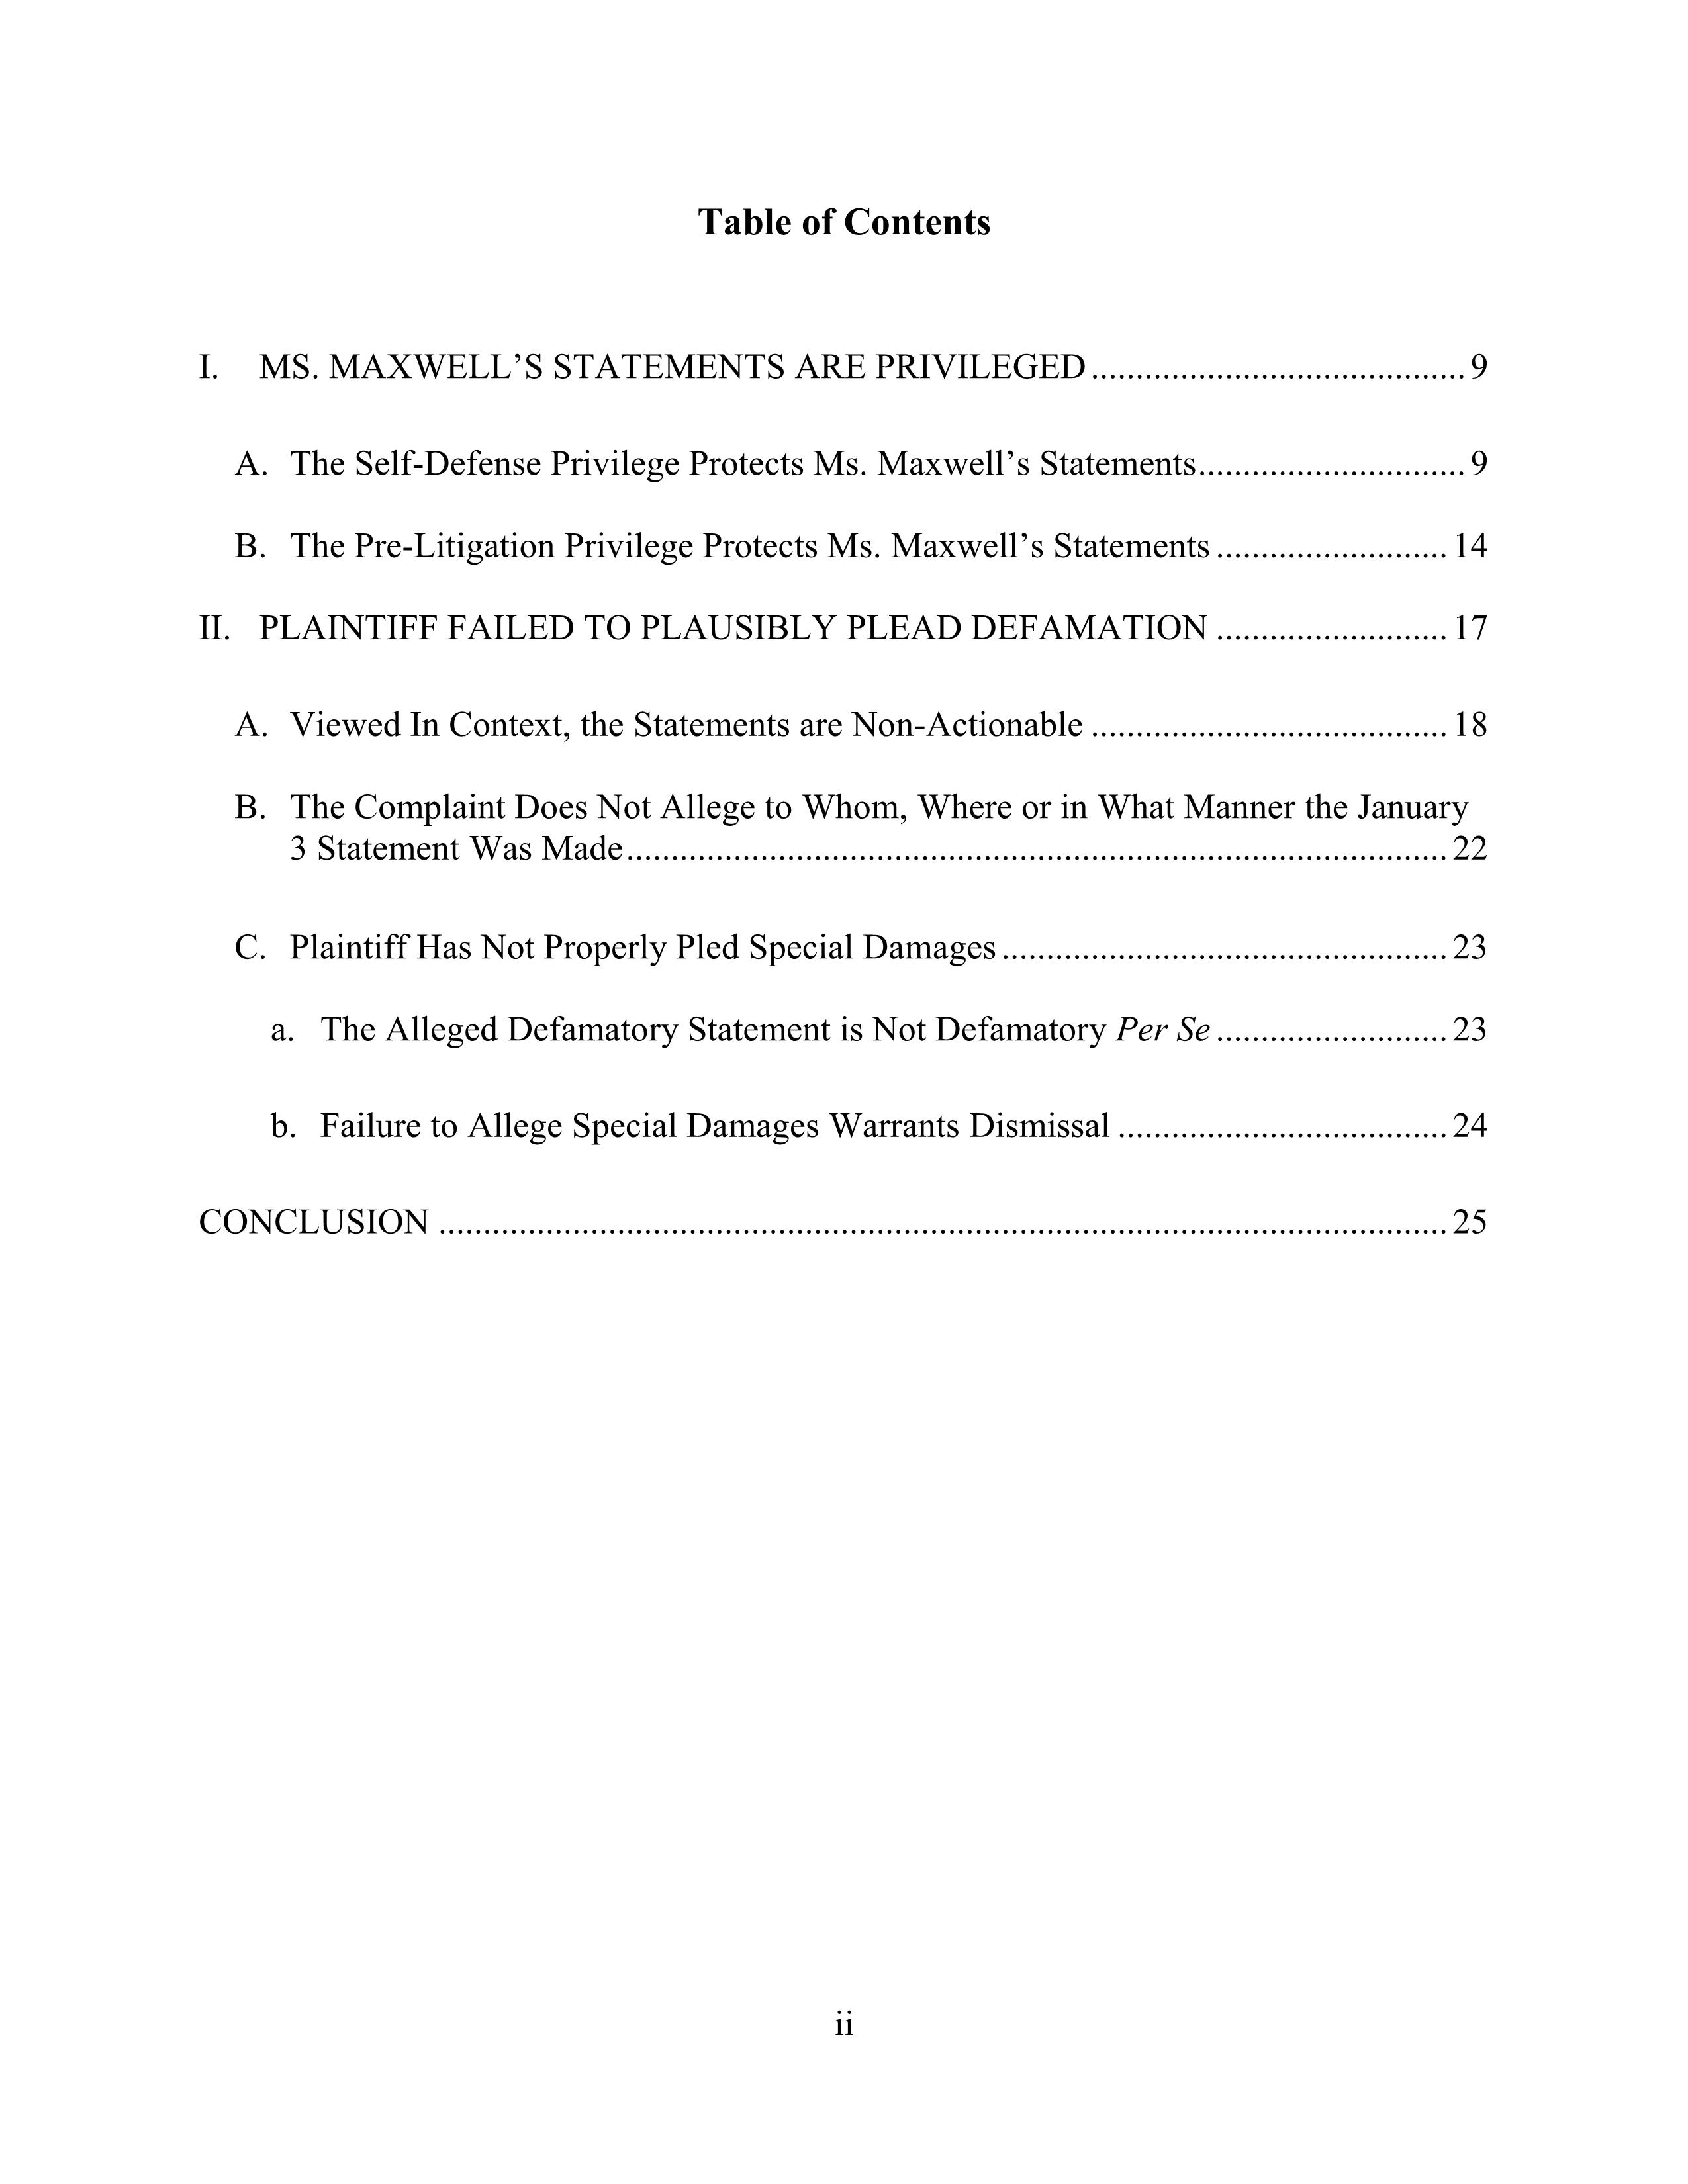 Table of Contents
I. MS. MAXWELL’S STATEMENTS ARE PRIVILEGED .......................................... 9
A. The Self-Defense Privilege Protects Ms. Maxwell’s Statements.............................. 9
B. The Pre-Litigation Privilege Protects Ms. Maxwell’s Statements .......................... 14
II. PLAINTIFF FAILED TO PLAUSIBLY PLEAD DEFAMATION .......................... 17
A. Viewed In Context, the Statements are Non-Actionable ........................................ 18
B. The Complaint Does Not Allege to Whom, Where or in What Manner the January
3 Statement Was Made............................................................................................ 22
C. Plaintiff Has Not Properly Pled Special Damages .................................................. 23
a. The Alleged Defamatory Statement is Not Defamatory Per Se .......................... 23
b. Failure to Allege Special Damages Warrants Dismissal ..................................... 24
CONCLUSION ................................................................................................................. 25
ii